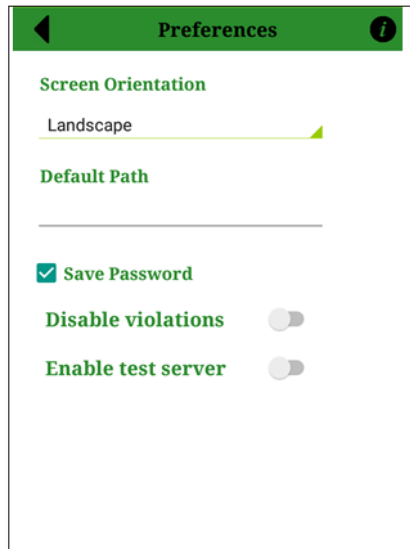 Preferences
i
Screen Orientation
Landscape
Default Path
Save Password
Disable violations
Enable test server